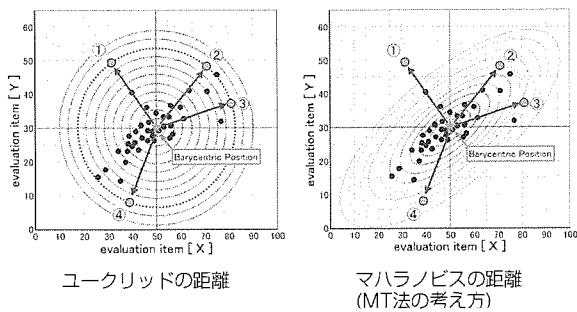 evaluation item [ Y ]
65
60
50
40
30
20
10
0
①
②
③
④
Barycentric Position
10 20 30 40 50 60 70 80 90 100
evaluation item [ X ]
ユークリッドの距離
evaluation item [ Y ]
65
60
50
40
30
20
10
0
①
②
③
④
Barycentric Position
10 20 30 40 50 60 70 80 90 100
evaluation item [ X ]
マハラノビスの距離
(MT法の考え方)